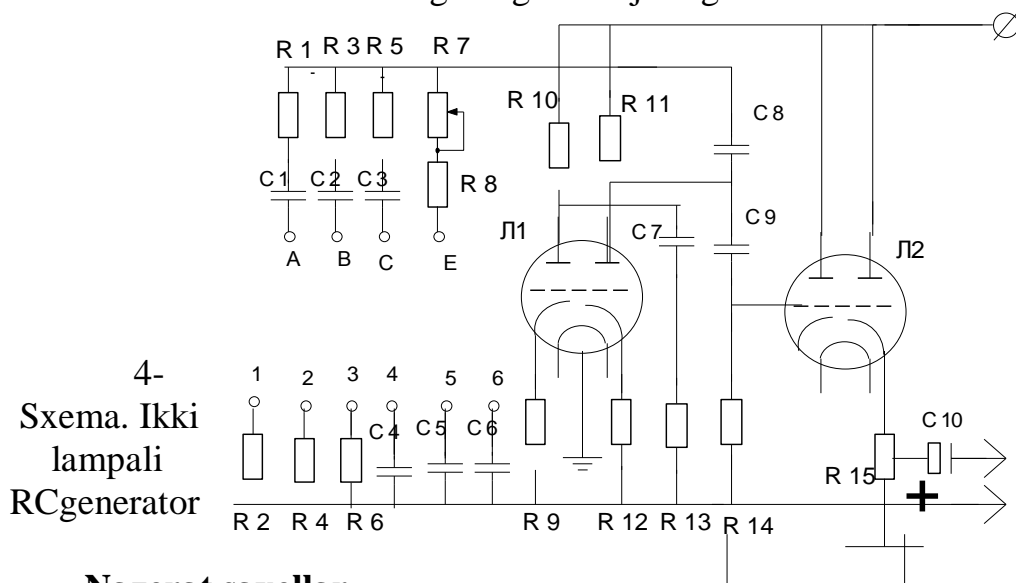 R 1 R 3 R 5 R 7
R 10 R 11
C 8
C 1 C 2 C 3 R 8
C 7 C 9
Л1 Л2
A B C E
4-
Sxema. Ikki
lampali
RCgenerator
1 2 3 4 5 6
C 4 C 5 C 6
C 10
R 15
+
R 2 R 4 R 6 R 9 R 12 R 13 R 14